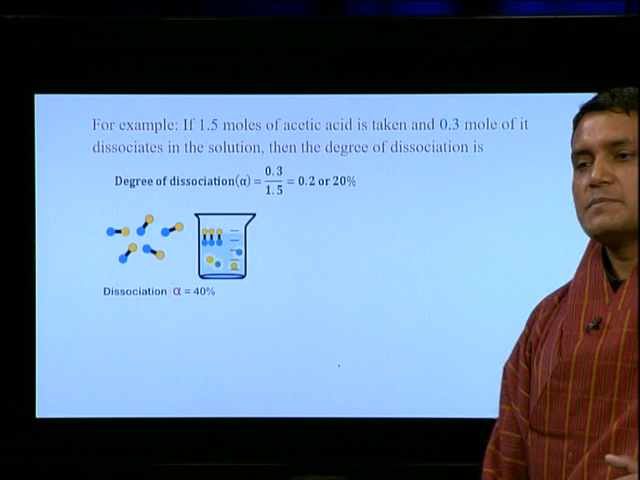 For example: If 1.5 moles of acetic acid is taken and 0.3 mole of it
dissociates in the solution, then the degree of dissociation is
Degree of dissociation(α) = 0.3/1.5 = 0.2 or 20%
Dissociation α = 40%